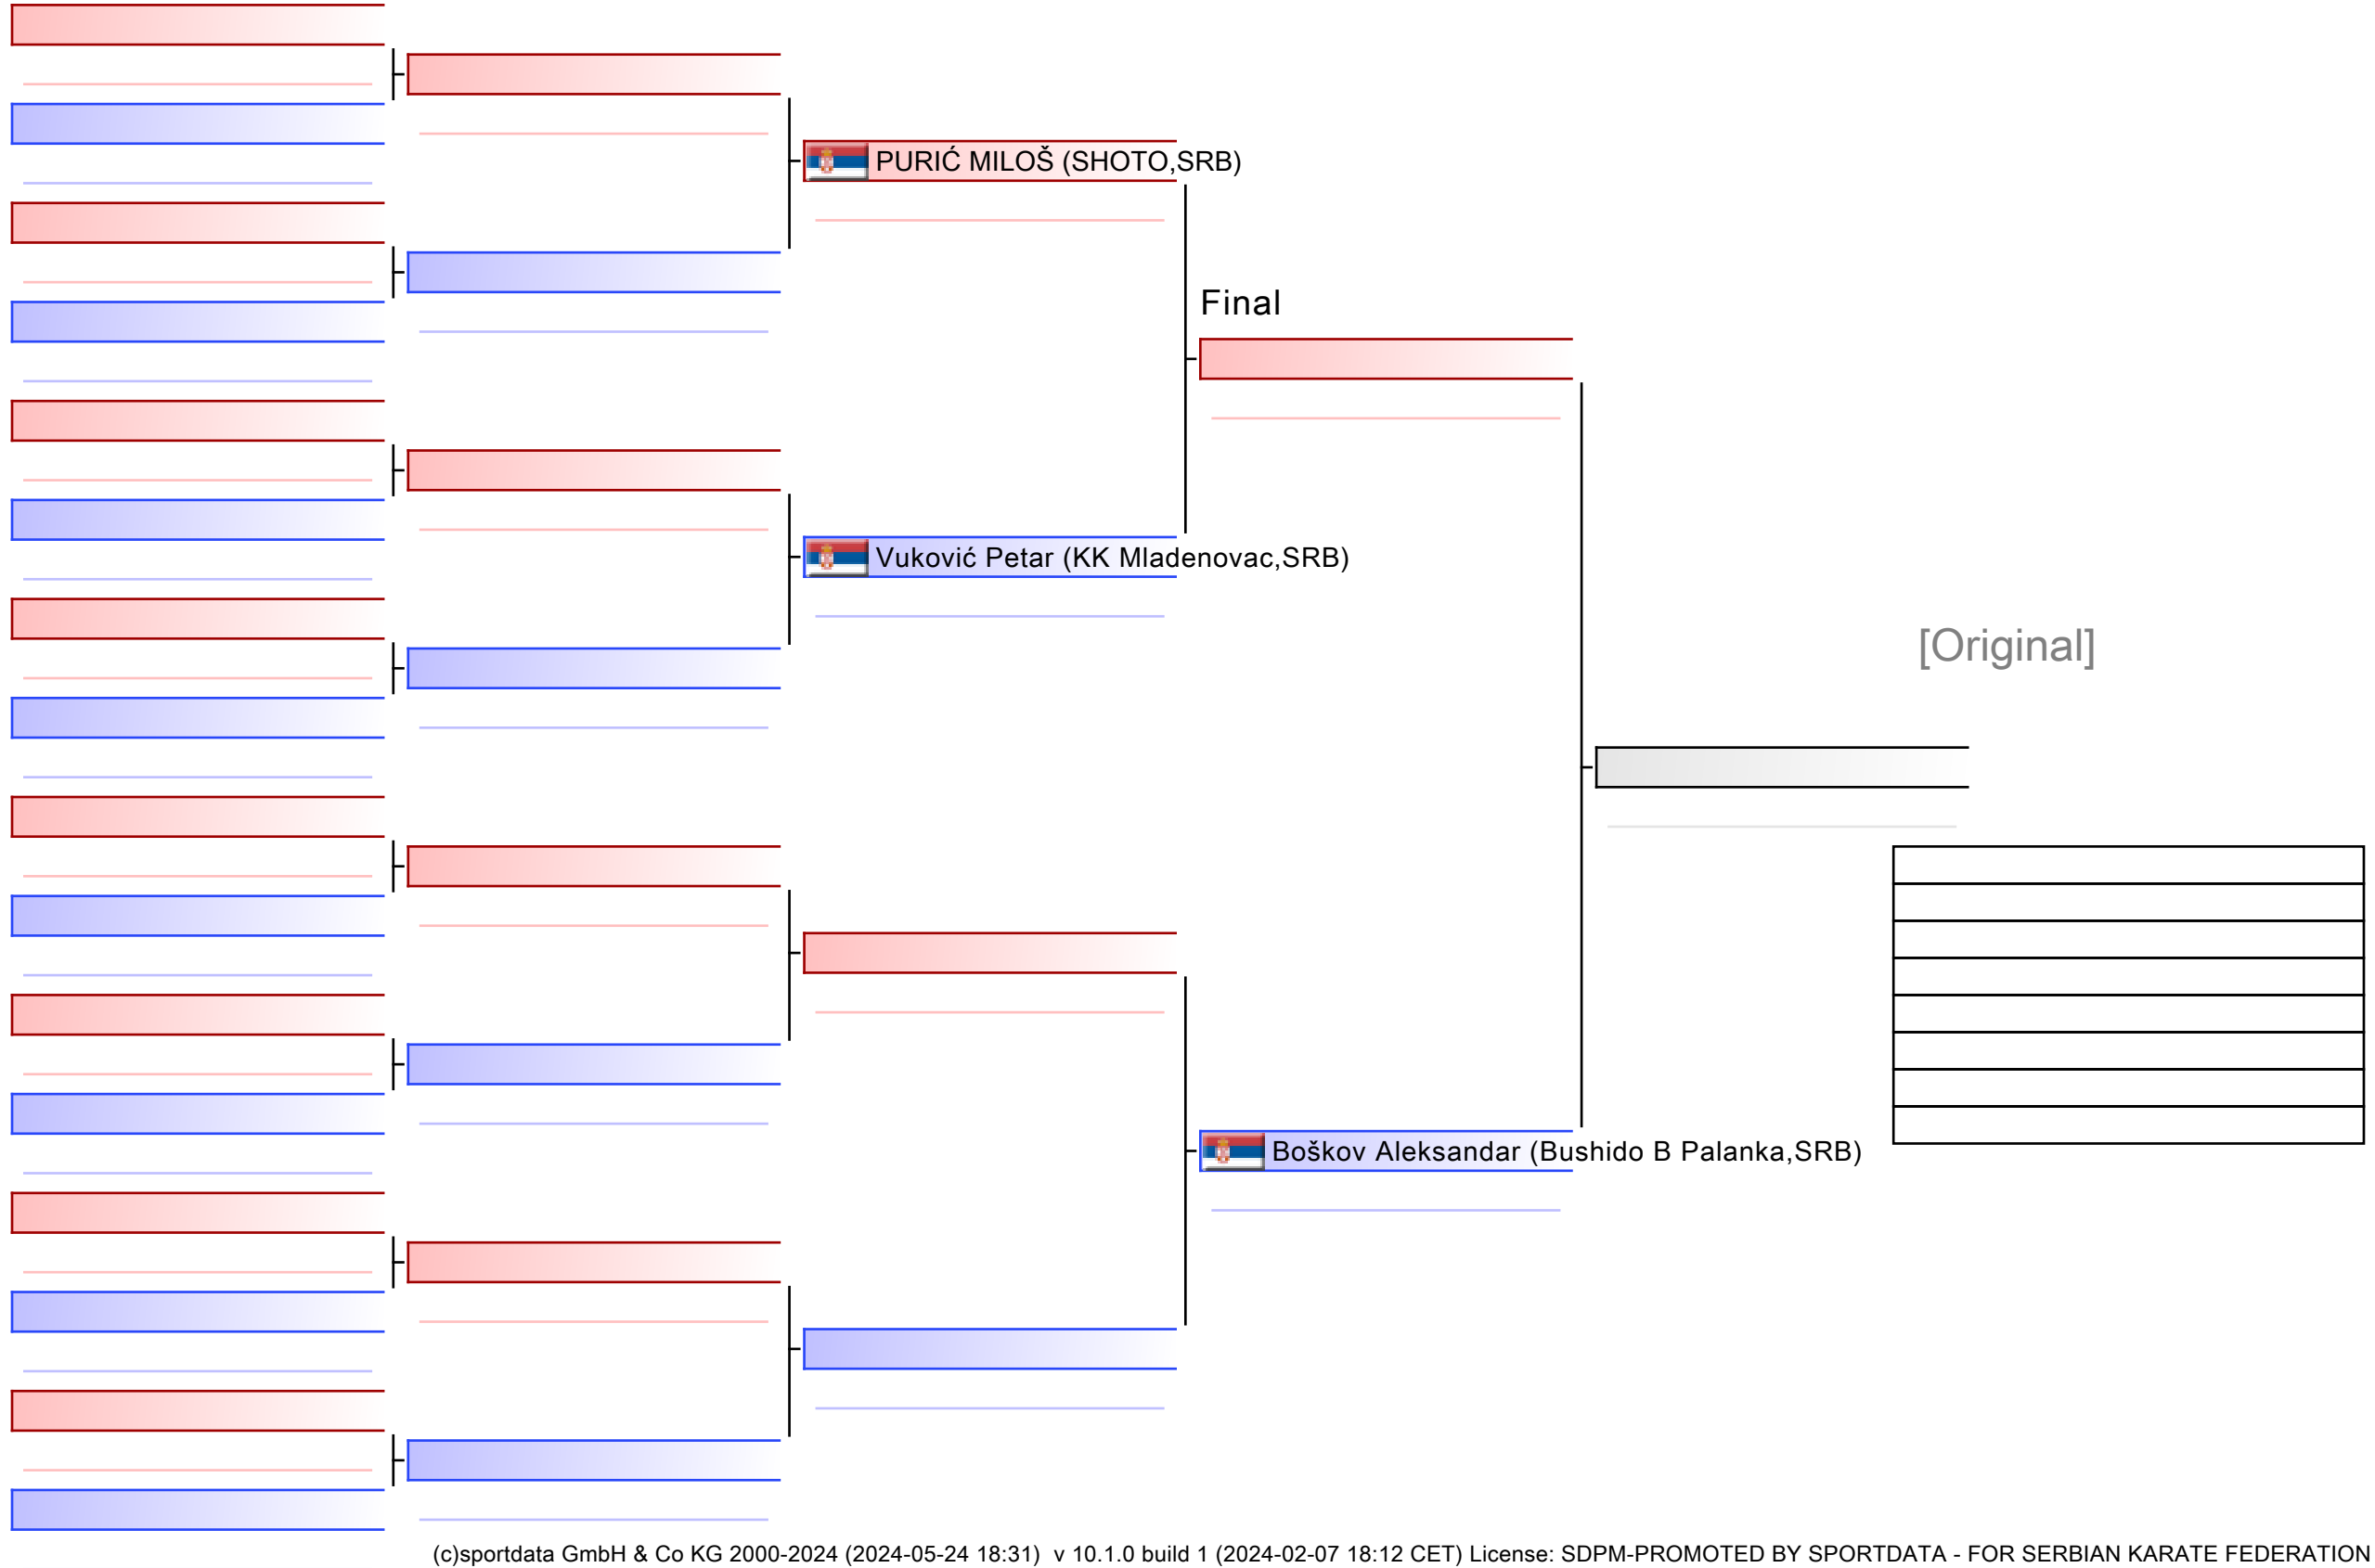 PURIĆ MILOŠ (SHOTO,SRB)
Final
Vuković Petar (KK Mladenovac,SRB)
[Original]
Boškov Aleksandar (Bushido B Palanka,SRB)
(c)sportdata GmbH & Co KG 2000-2024 (2024-05-24 18:31) v 10.1.0 build 1 (2024-02-07 18:12 CET) License: SDPM-PROMOTED BY SPORTDATA - FOR SERBIAN KARATE FEDERATION